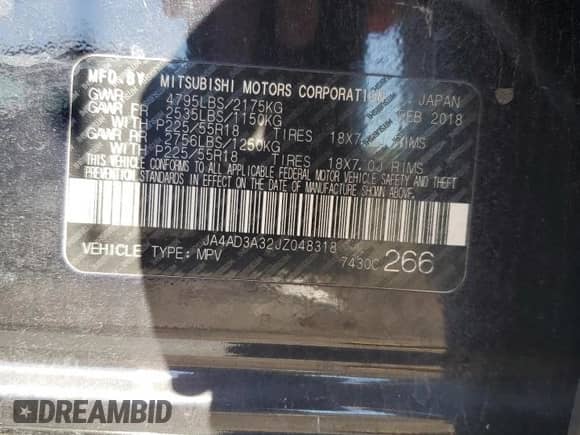 MFD.BY MITSUBISHI MOTORS CORPORATION JAPAN
GVWR 4795LBS/2175KG FEB 2018
GAWR FR 2535LBS/1150KG
WITH P225/55R18 TIRES 18X7.0J RIMS
GAWR RR 2756LBS/1250KG
WITH P225/55R18 TIRES 18X7.0J RIMS
THIS VEHICLE CONFORMS TO ALL APPLICABLE FEDERAL MOTOR VEHICLE SAFETY AND THEFT
PREVENTION STANDARDS IN EFFECT ON THE DATE OF MANUFACTURE SHOWN ABOVE.
JA4AD3A32JZ048318
VEHICLE TYPE: MPV 7430C 266
DREAMBID